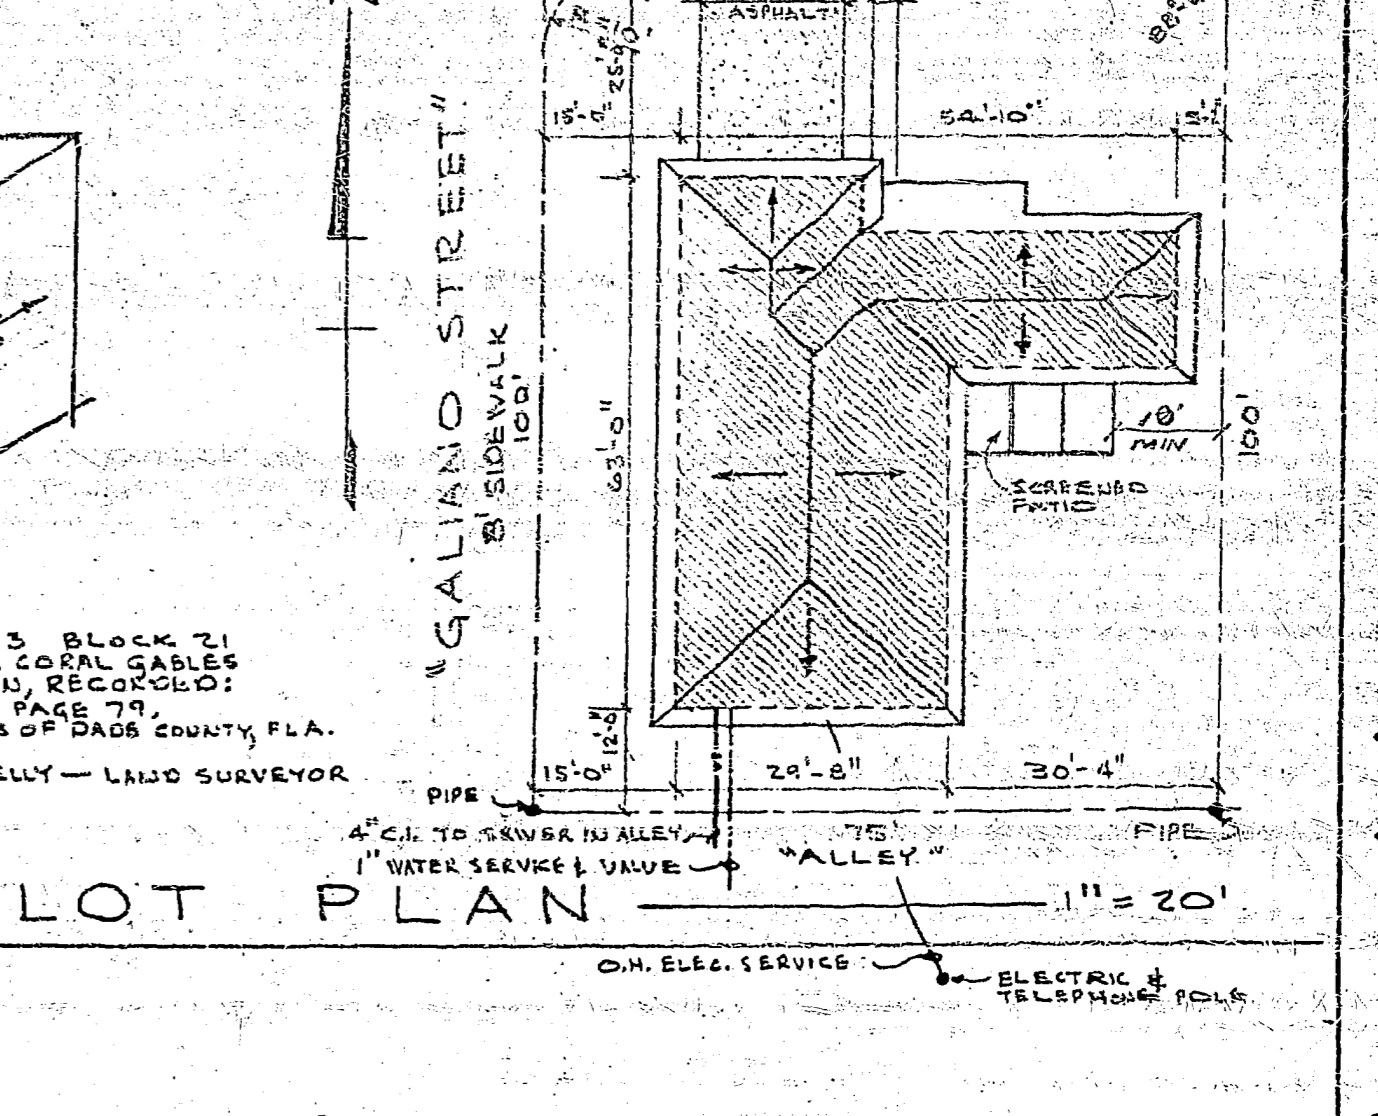 ASPHALT
25'-0"
15'-
54'-10"
"GALIANO STREET"
8' SIDEWALK
100'
63'-0"
10'
MIN
100'
SCREENED
PATIO
3 BLOCK 21
CORAL GABLES
N, RECORDED:
PAGE 79,
S OF DADE COUNTY, FLA.
ELLY — LAND SURVEYOR
12'-0"
15'-0"
29'-8"
30'-4"
PIPE
4" C.I. TO SEWER IN ALLEY
75
PIPE
"ALLEY"
1" WATER SERVICE & VALUE
LOT PLAN 1" = 20'
O.H. ELEC. SERVICE
ELECTRIC &
TELEPHONE POLE